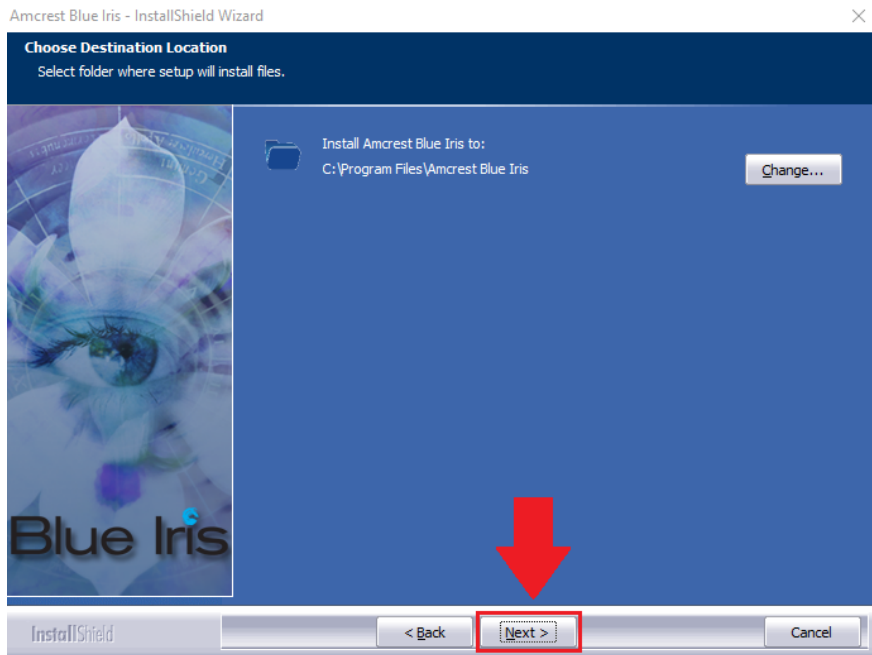 Amcrest Blue Iris - InstallShield Wizard
Choose Destination Location
Select folder where setup will install files.
Install Amcrest Blue Iris to:
C:\Program Files\Amcrest Blue Iris
Change...
Blue Iris
InstallShield
< Back
Next >
Cancel